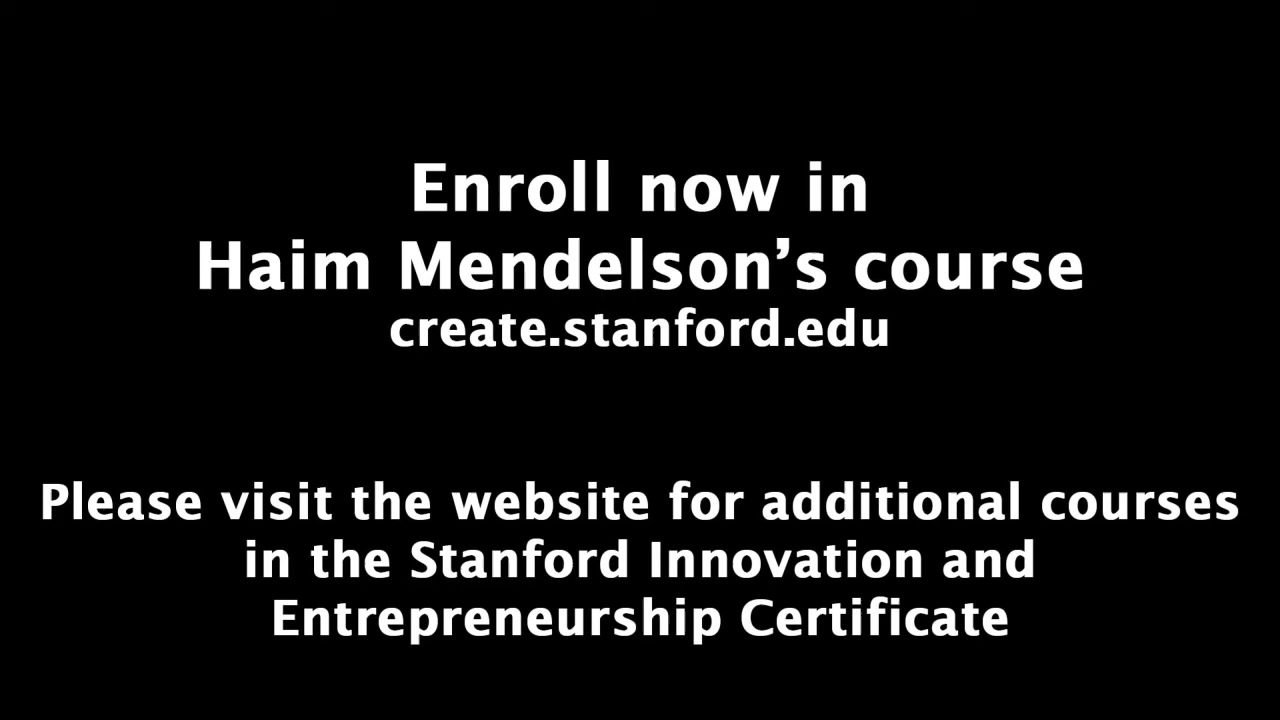 Enroll now in
Haim Mendelson’s course
create.stanford.edu
Please visit the website for additional courses
in the Stanford Innovation and
Entrepreneurship Certificate